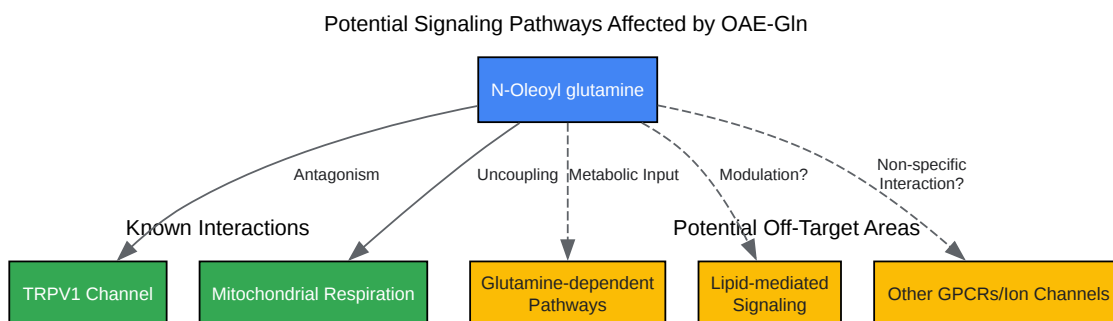 Potential Signaling Pathways Affected by OAE-Gln
N-Oleoyl glutamine
Antagonism
Uncoupling
Metabolic Input
Modulation?
Non-specific
Interaction?
Known Interactions
Potential Off-Target Areas
TRPV1 Channel
Mitochondrial Respiration
Glutamine-dependent
Pathways
Lipid-mediated
Signaling
Other GPCRs/Ion Channels